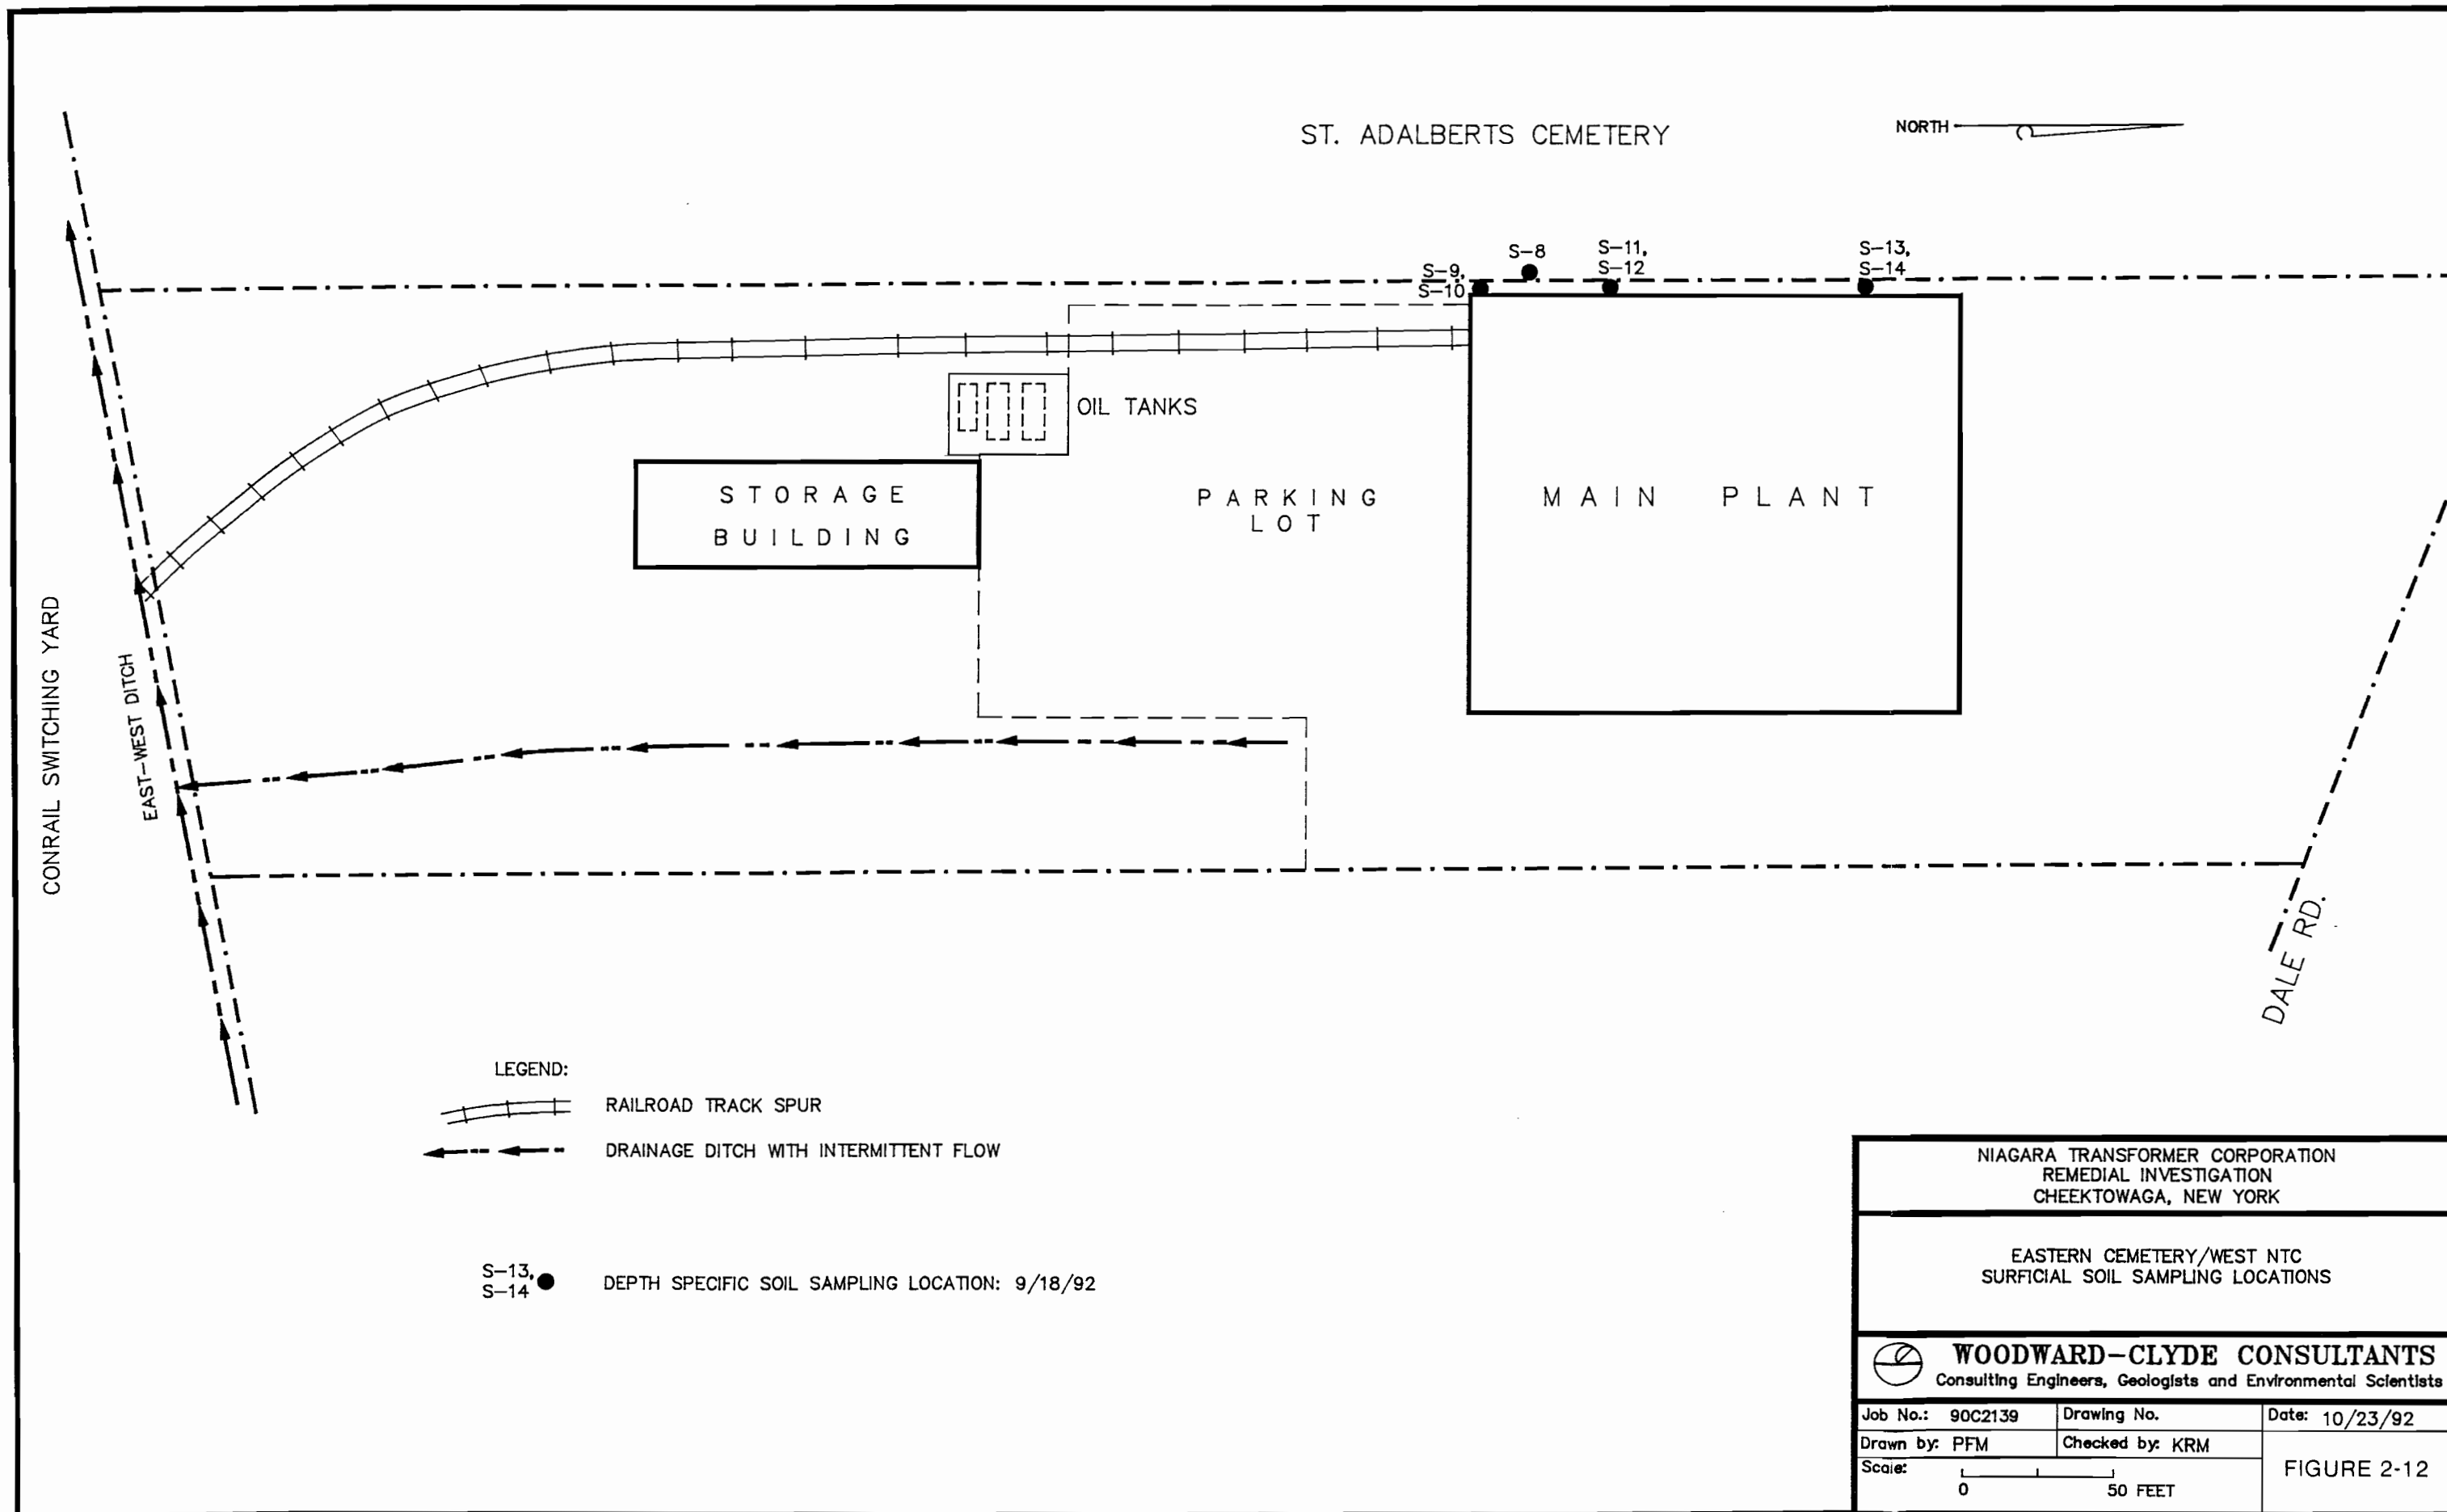 ST. ADALBERTS CEMETERY
NORTH
S-9,
S-10
S-8
S-11,
S-12
S-13,
S-14
OIL TANKS
STORAGE
BUILDING
PARKING
LOT
MAIN PLANT
CONRAIL SWITCHING YARD
EAST-WEST DITCH
DALE RD.
LEGEND:
RAILROAD TRACK SPUR
DRAINAGE DITCH WITH INTERMITTENT FLOW
S-13,
S-14
DEPTH SPECIFIC SOIL SAMPLING LOCATION: 9/18/92
NIAGARA TRANSFORMER CORPORATION
REMEDIAL INVESTIGATION
CHEEKTOWAGA, NEW YORK
EASTERN CEMETERY/WEST NTC
SURFICIAL SOIL SAMPLING LOCATIONS
WOODWARD-CLYDE CONSULTANTS
Consulting Engineers, Geologists and Environmental Scientists
Job No.: 90C2139
Drawing No.
Date: 10/23/92
Drawn by: PFM
Checked by: KRM
Scale:
0 50 FEET
FIGURE 2-12